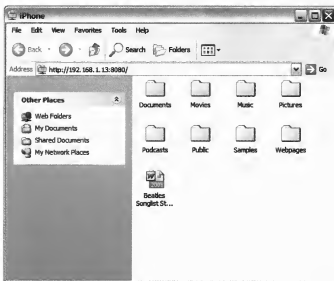 iPhone
File Edit View Favorites Tools Help
Back Search Folders
Address http://192.168.1.13:8080/ Go
Other Places
Web Folders
My Documents
Shared Documents
My Network Places
Documents Movies Music Pictures
Podcasts Public Samples Webpages
Beatles
Songlist St...